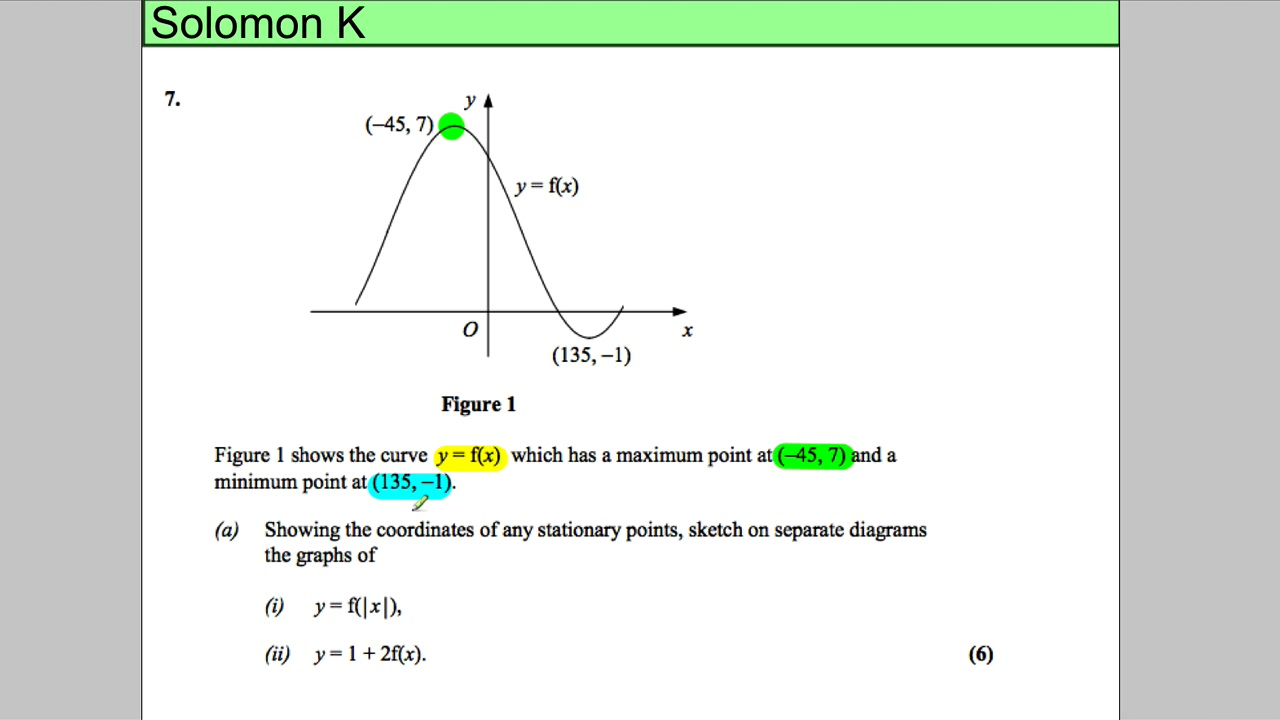 Solomon K
7.
y
(–45, 7)
y = f(x)
O
x
(135, –1)
Figure 1
Figure 1 shows the curve y = f(x) which has a maximum point at (–45, 7) and a
minimum point at (135, –1).
(a) Showing the coordinates of any stationary points, sketch on separate diagrams
the graphs of
(i) y = f(|x|),
(ii) y = 1 + 2f(x).
(6)